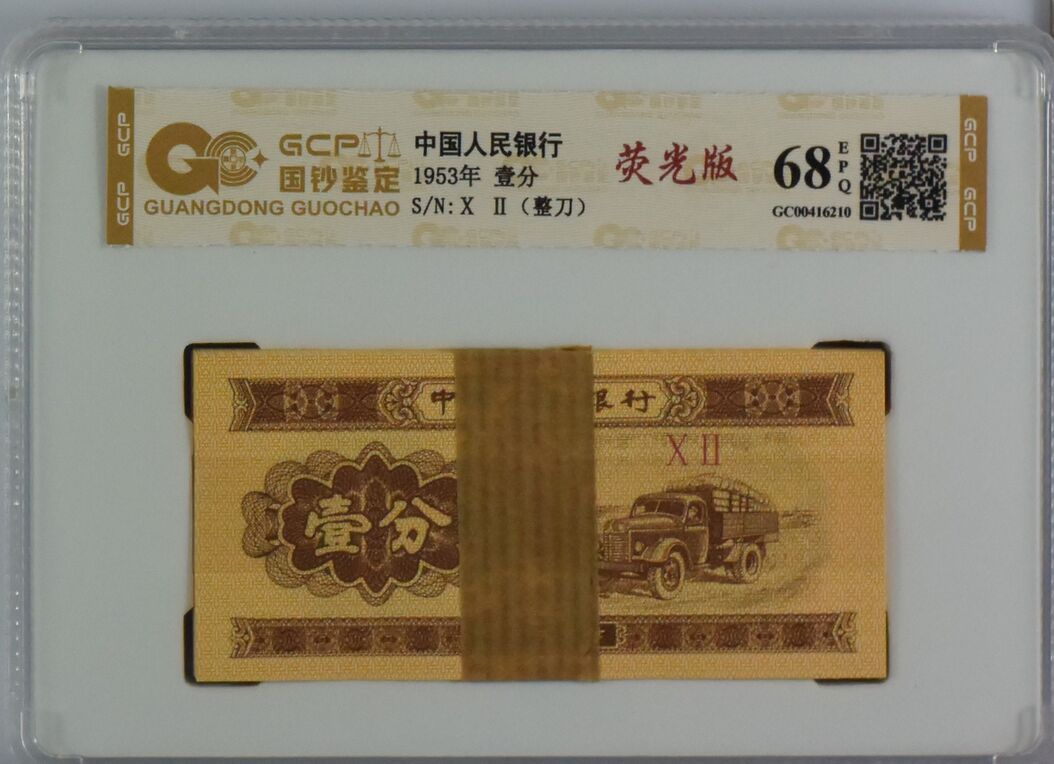 GCP
GCP
GCP
国钞鉴定
GUANGDONG GUOCHAO
中国人民银行
1953年 壹分
S/N: X Ⅱ（整刀）
荧光版
68
EPQ
GC00416210
GCP
GCP
中
银行
X II
壹分